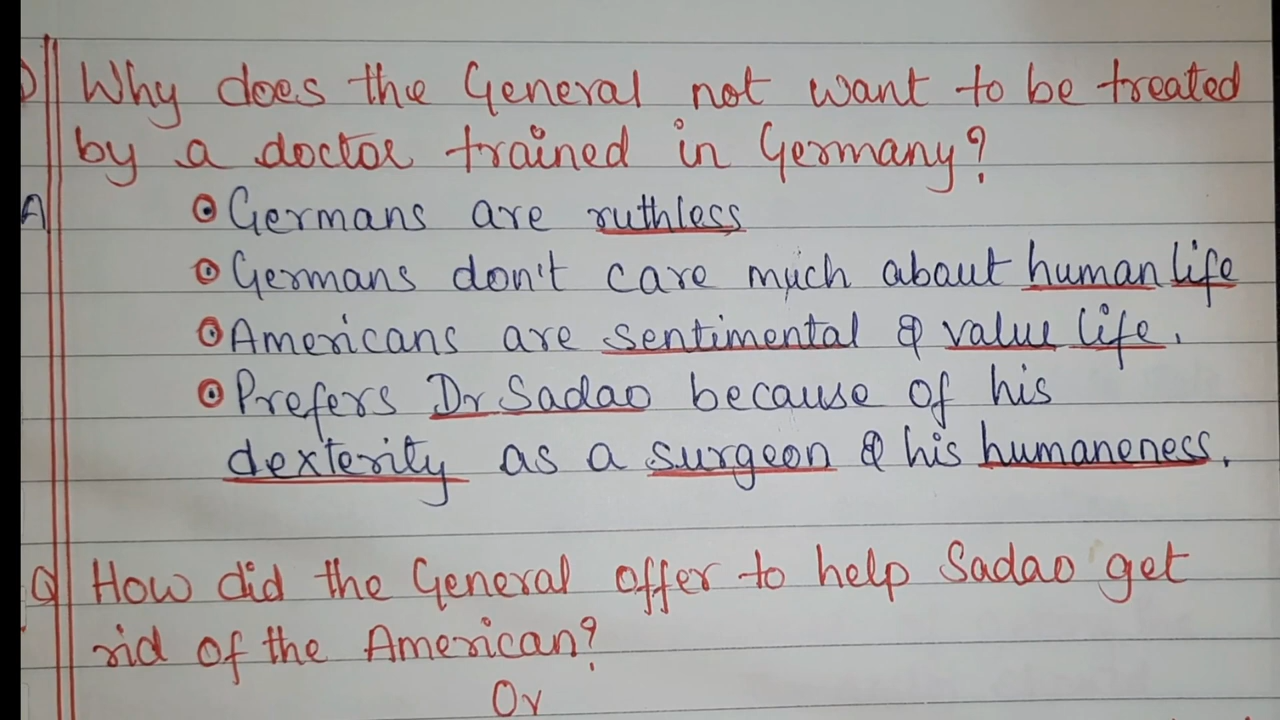 Q Why does the General not want to be treated
by a doctor trained in Germany?
A Germans are ruthless
Germans don't care much about human life
Americans are sentimental & value life.
Prefers Dr Sadao because of his
dexterity as a surgeon & his humaneness.
Q How did the General offer to help Sadao get
rid of the American?
Or